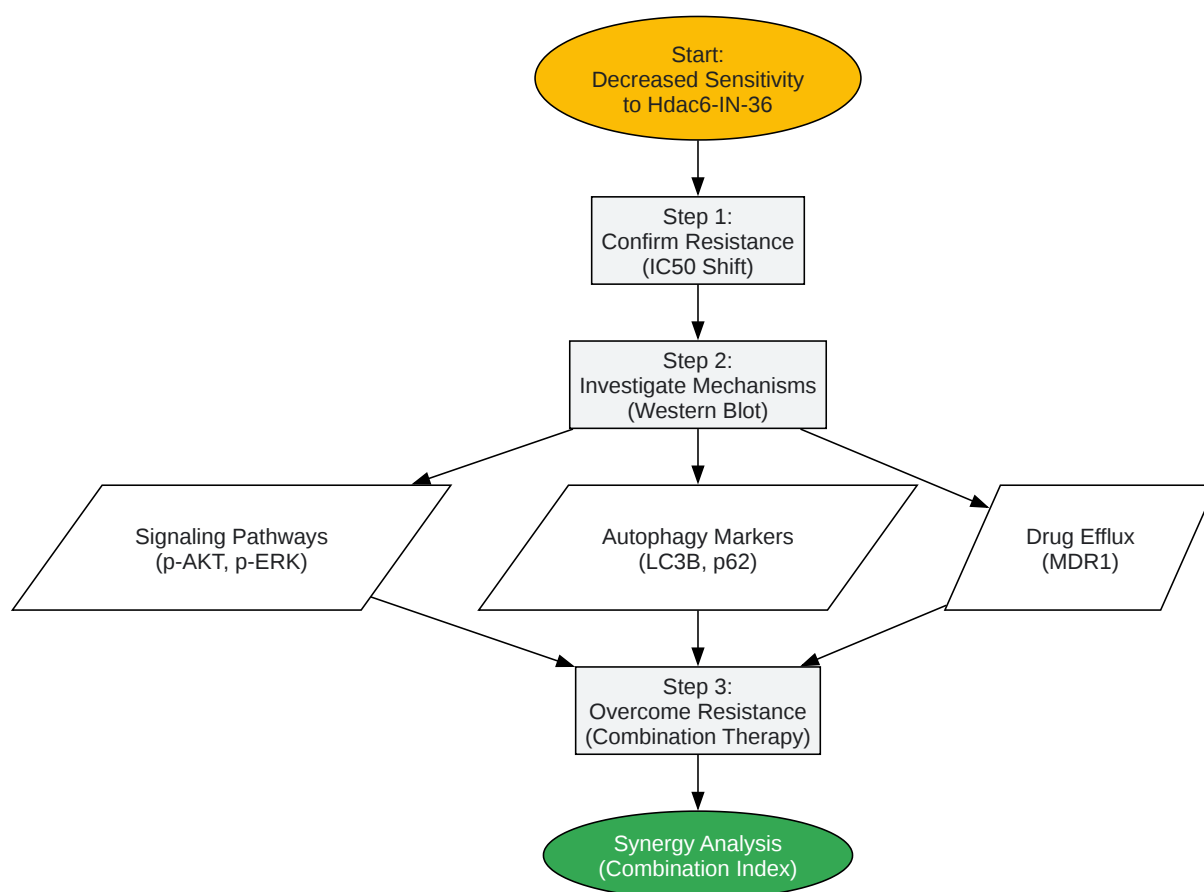 Start:
Decreased Sensitivity
to Hdac6-IN-36
Step 1:
Confirm Resistance
(IC50 Shift)
Step 2:
Investigate Mechanisms
(Western Blot)
Signaling Pathways
(p-AKT, p-ERK)
Autophagy Markers
(LC3B, p62)
Drug Efflux
(MDR1)
Step 3:
Overcome Resistance
(Combination Therapy)
Synergy Analysis
(Combination Index)